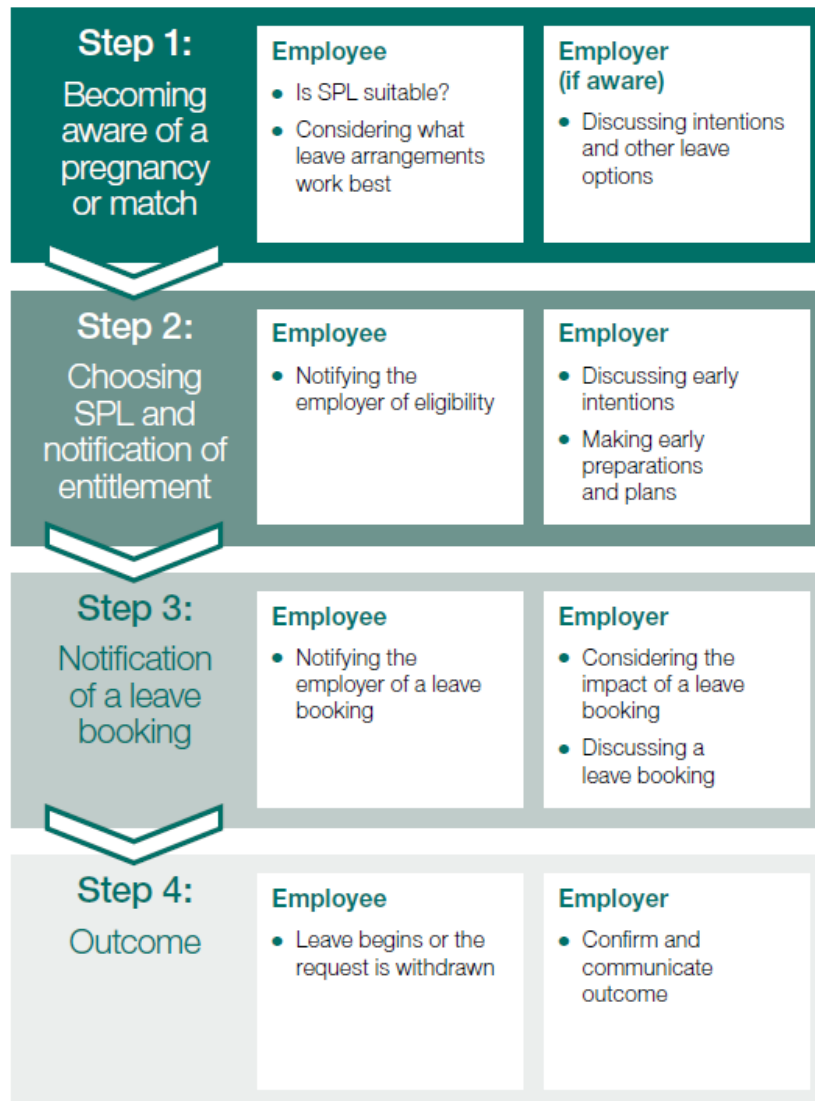 Step 1:
Becoming
aware of a
pregnancy
or match
Employee
• Is SPL suitable?
• Considering what
leave arrangements
work best
Employer
(if aware)
• Discussing intentions
and other leave
options
Step 2:
Choosing
SPL and
notification of
entitlement
Employee
• Notifying the
employer of eligibility
Employer
• Discussing early
intentions
• Making early
preparations
and plans
Step 3:
Notification
of a leave
booking
Employee
• Notifying the
employer of a leave
booking
Employer
• Considering the
impact of a leave
booking
• Discussing a
leave booking
Step 4:
Outcome
Employee
• Leave begins or the
request is withdrawn
Employer
• Confirm and
communicate
outcome